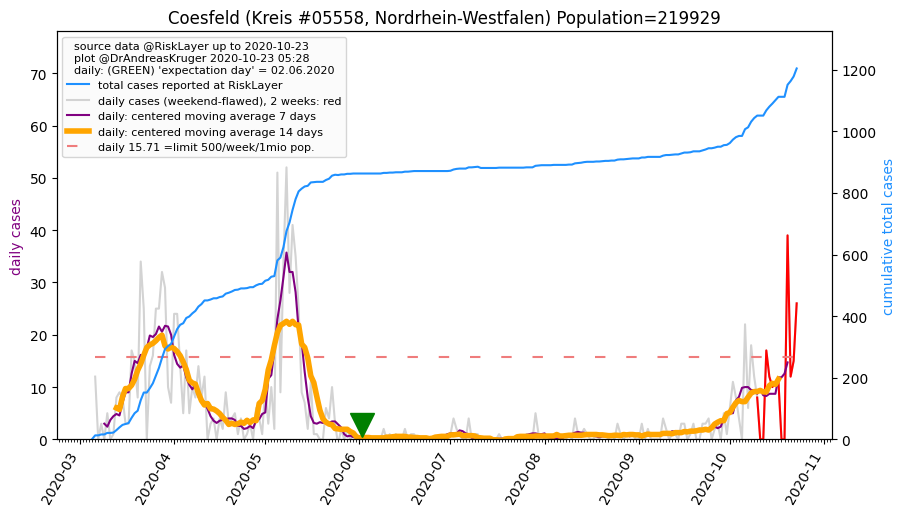 Coesfeld (Kreis #05558, Nordrhein-Westfalen) Population=219929
source data @RiskLayer up to 2020-10-23
plot @DrAndreasKruger 2020-10-23 05:28
daily: (GREEN) 'expectation day' = 02.06.2020
total cases reported at RiskLayer
daily cases (weekend-flawed), 2 weeks: red
daily: centered moving average 7 days
daily: centered moving average 14 days
daily 15.71 =limit 500/week/1mio pop.
daily cases
70
60
50
40
30
20
10
0
1200
1000
800
600
400
200
0
cumulative total cases
2020-03
2020-04
2020-05
2020-06
2020-07
2020-08
2020-09
2020-10
2020-11